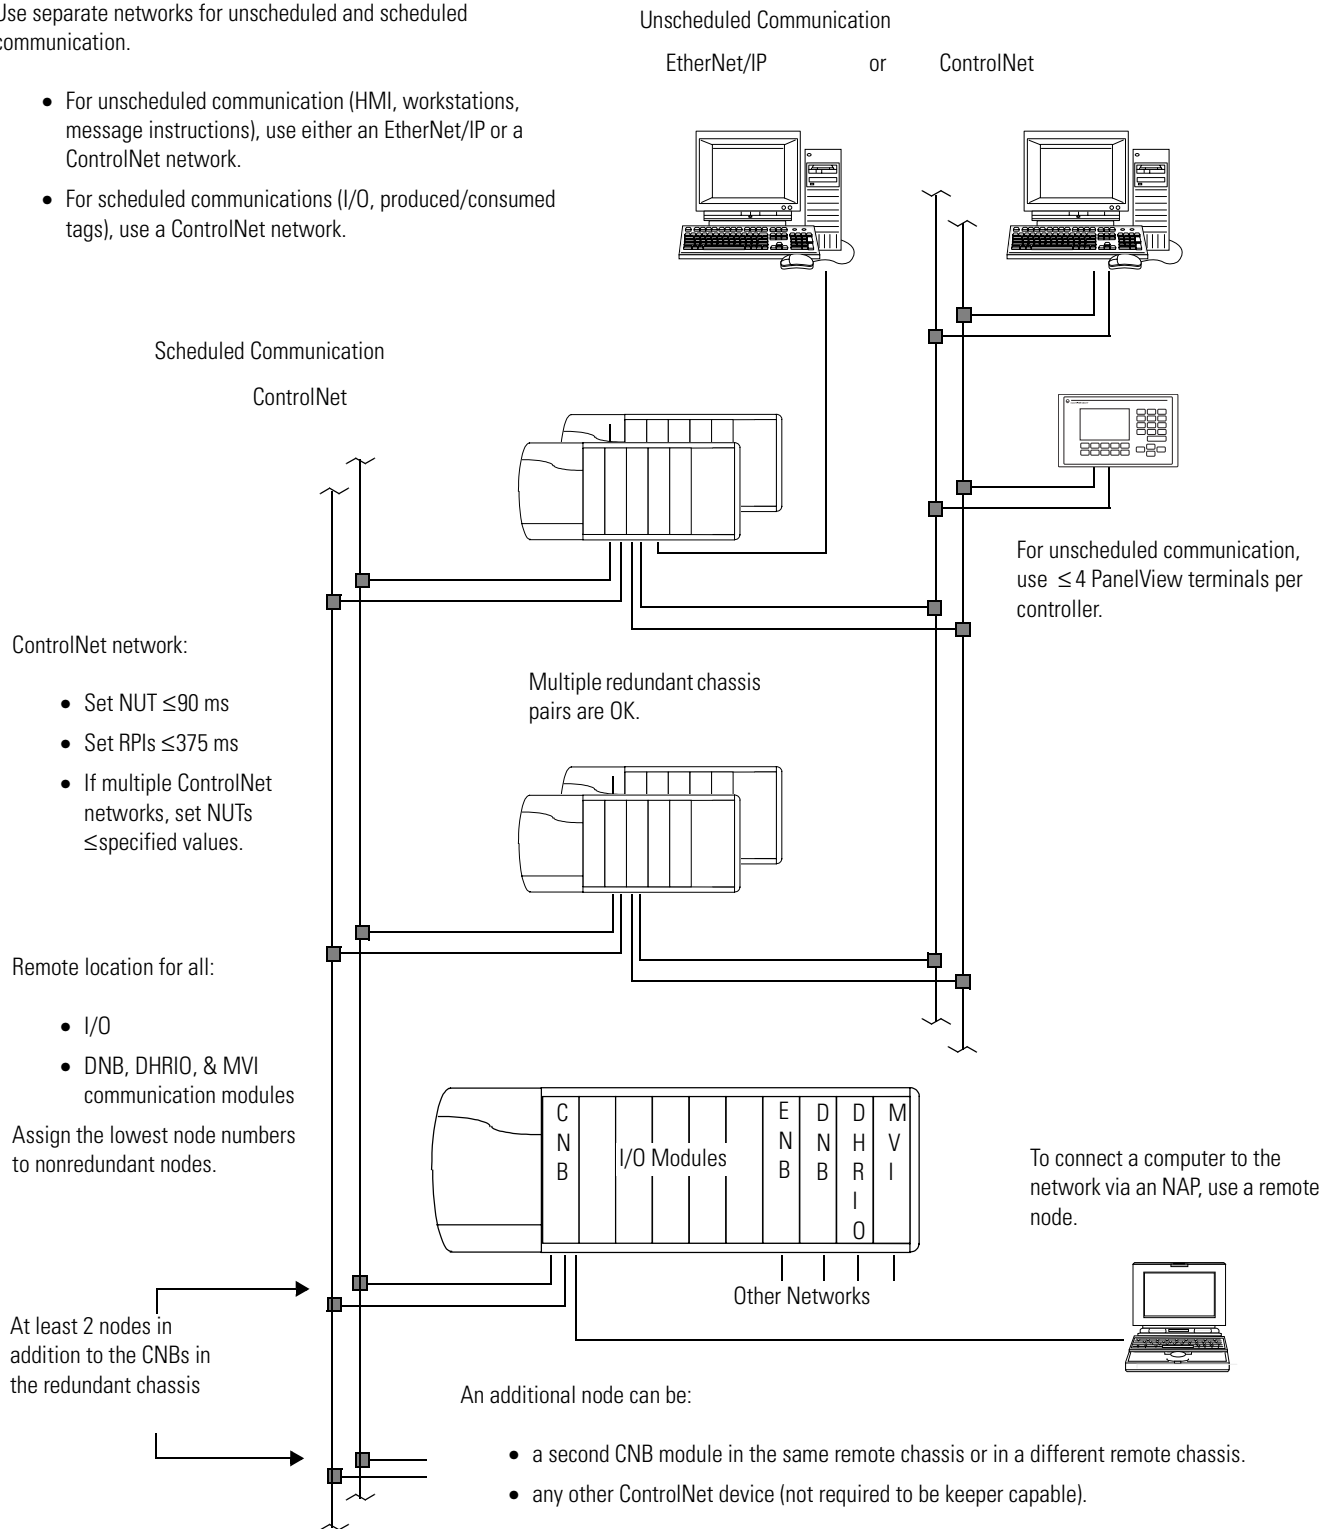 Use separate networks for unscheduled and scheduled
communication.
• For unscheduled communication (HMI, workstations,
message instructions), use either an EtherNet/IP or a
ControlNet network.
• For scheduled communications (I/O, produced/consumed
tags), use a ControlNet network.
Unscheduled Communication
EtherNet/IP or ControlNet
Scheduled Communication
ControlNet
For unscheduled communication,
use ≤4 PanelView terminals per
controller.
ControlNet network:
• Set NUT ≤90 ms
• Set RPIs ≤375 ms
• If multiple ControlNet
networks, set NUTs
≤specified values.
Multiple redundant chassis
pairs are OK.
Remote location for all:
• I/O
• DNB, DHRIO, & MVI
communication modules
Assign the lowest node numbers
to nonredundant nodes.
CNB
I/O Modules
ENB
DNB
DHRIO
MVI
Other Networks
To connect a computer to the
network via an NAP, use a remote
node.
At least 2 nodes in
addition to the CNBs in
the redundant chassis
An additional node can be:
• a second CNB module in the same remote chassis or in a different remote chassis.
• any other ControlNet device (not required to be keeper capable).